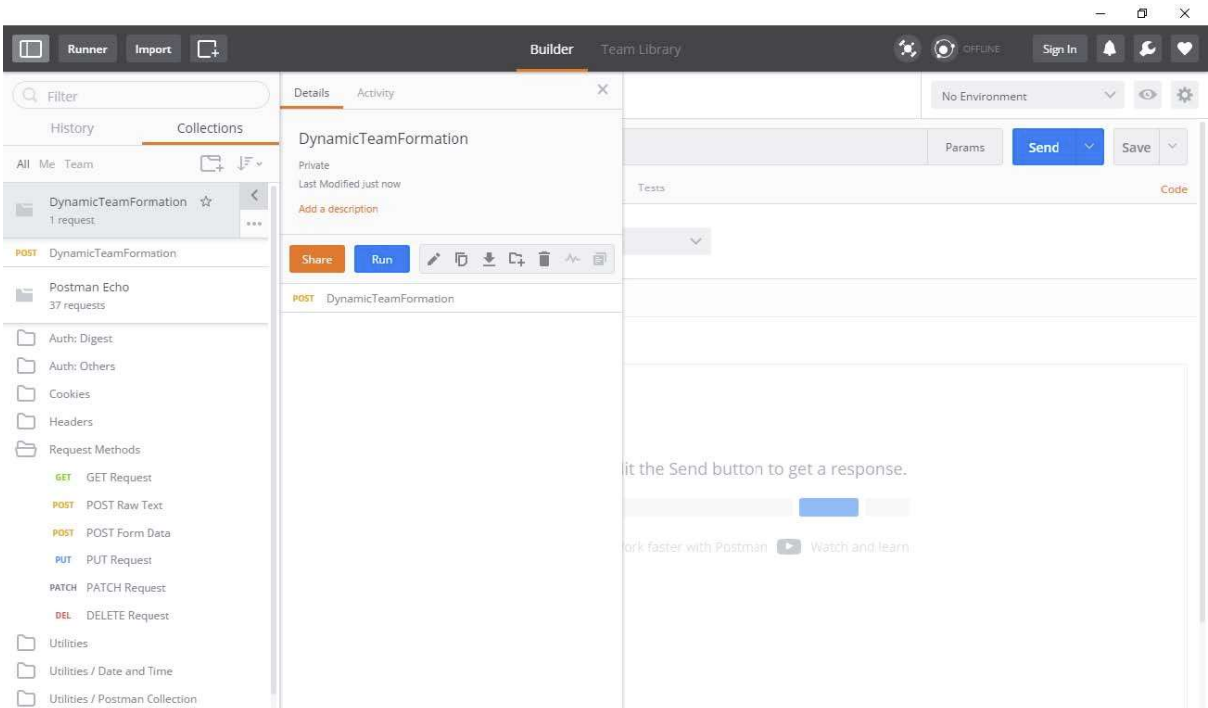 Runner Import Builder Team Library OFFLINE Sign In
Filter
History Collections
All Me Team
DynamicTeamFormation
1 request
POST DynamicTeamFormation
Postman Echo
37 requests
Auth: Digest
Auth: Others
Cookies
Headers
Request Methods
GET GET Request
POST POST Raw Text
POST POST Form Data
PUT PUT Request
PATCH PATCH Request
DEL DELETE Request
Utilities
Utilities / Date and Time
Utilities / Postman Collection
Details Activity
DynamicTeamFormation
Private
Last Modified just now
Add a description
Share Run
POST DynamicTeamFormation
No Environment
Params Send Save
Tests Code
it the Send button to get a response.
ork faster with Postman Watch and learn